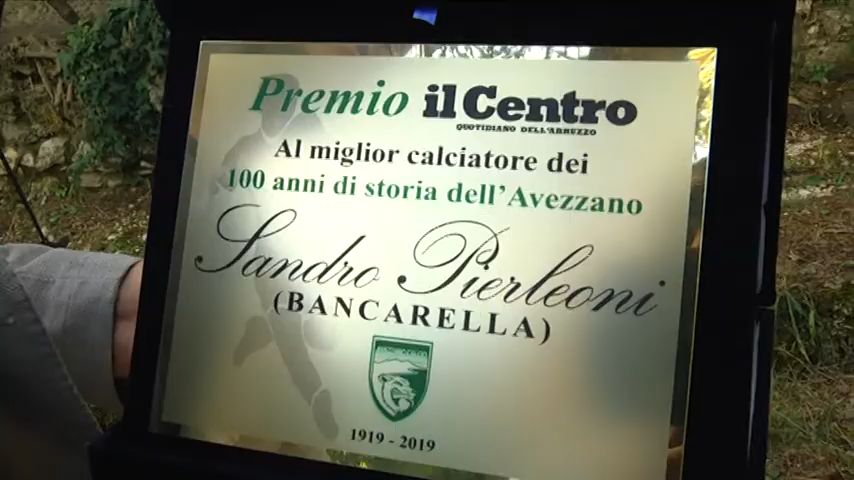 Premio il Centro
QUOTIDIANO DELL'ABRUZZO
Al miglior calciatore dei
100 anni di storia dell'Avezzano
Sandro Pierleoni
(BANCARELLA)
1919 - 2019